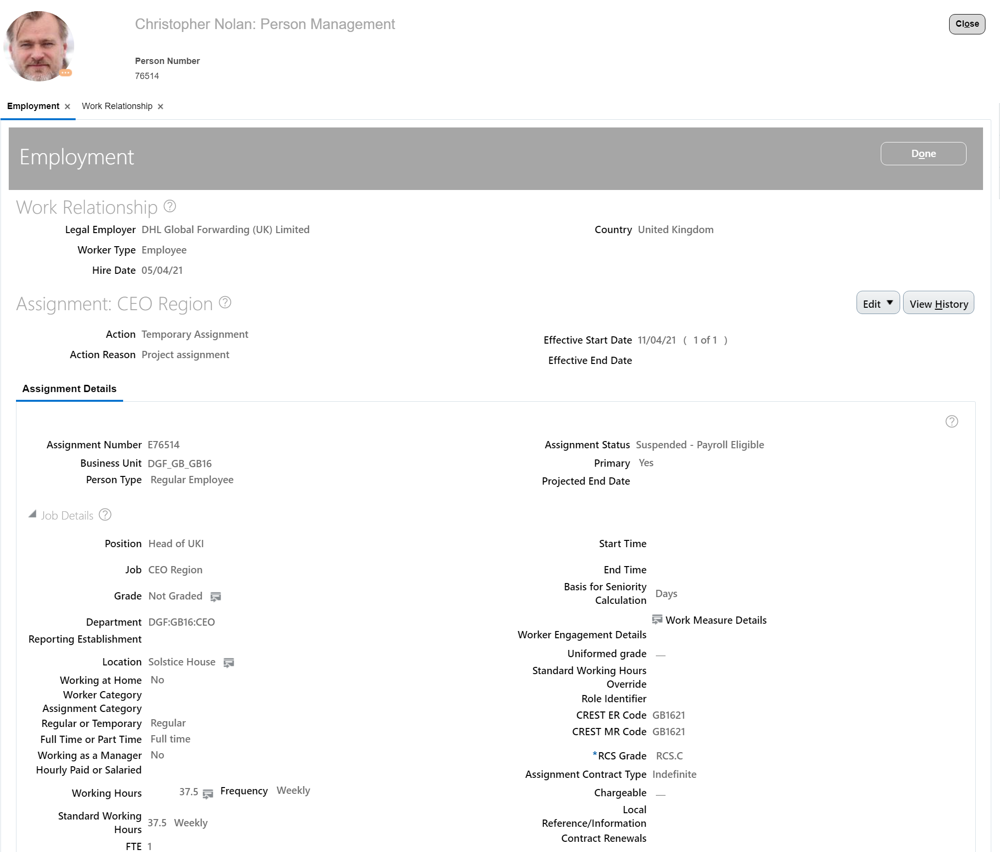 Christopher Nolan: Person Management
Close
Person Number
76514
Employment
Work Relationship
Employment
Done
Work Relationship
Legal Employer DHL Global Forwarding (UK) Limited
Country United Kingdom
Worker Type Employee
Hire Date 05/04/21
Assignment: CEO Region
Edit
View History
Action Temporary Assignment
Effective Start Date 11/04/21 ( 1 of 1 )
Action Reason Project assignment
Effective End Date
Assignment Details
Assignment Number E76514
Assignment Status Suspended - Payroll Eligible
Business Unit DGF_GB_GB16
Primary Yes
Person Type Regular Employee
Projected End Date
Job Details
Position Head of UKI
Start Time
Job CEO Region
End Time
Grade Not Graded
Basis for Seniority
Calculation Days
Department DGF:GB16:CEO
Work Measure Details
Reporting Establishment
Worker Engagement Details
Location Solstice House
Uniformed grade —
Working at Home No
Standard Working Hours
Override
Worker Category
Role Identifier
Assignment Category
CREST ER Code GB1621
Regular or Temporary Regular
CREST MR Code GB1621
Full Time or Part Time Full time
Working as a Manager No
*RCS Grade RCS.C
Hourly Paid or Salaried
Assignment Contract Type Indefinite
Working Hours 37.5 Frequency Weekly
Chargeable —
Standard Working
Hours 37.5 Weekly
Local
Reference/Information
Contract Renewals
FTE 1